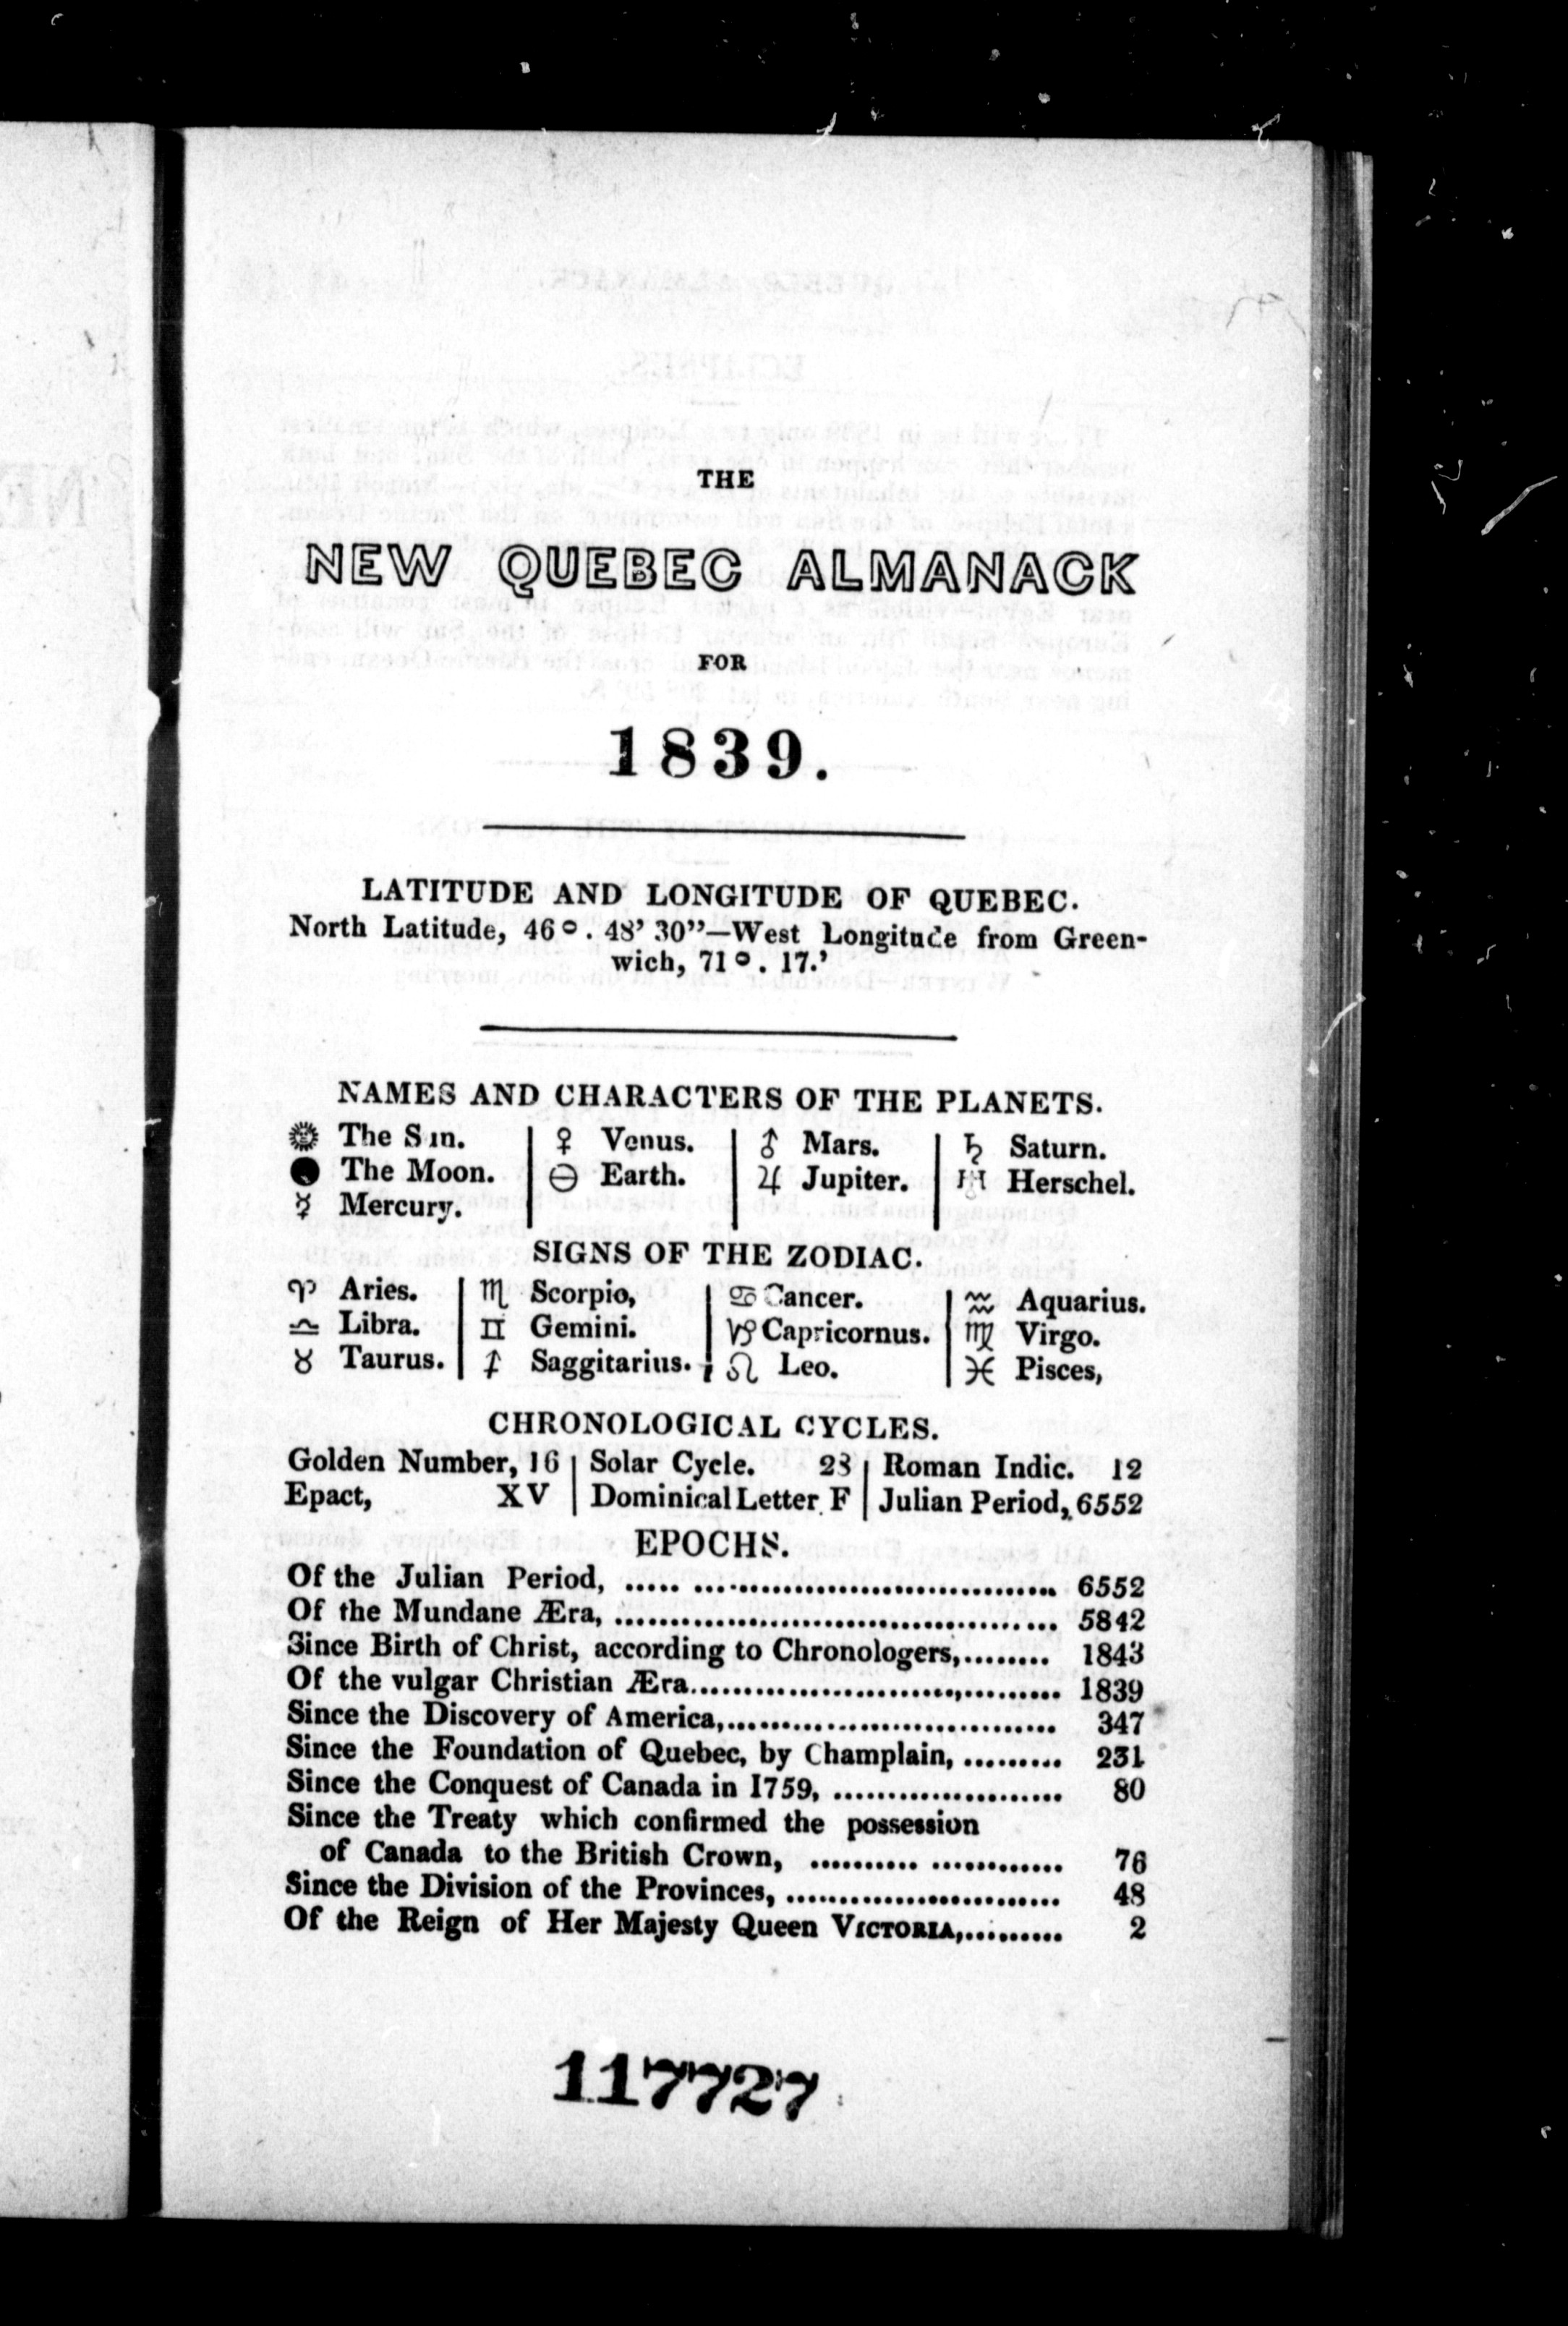 THE
NEW QUEBEC ALMANACK
FOR
1839.
LATITUDE AND LONGITUDE OF QUEBEC.
North Latitude, 46°. 48’ 30”—West Longitude from Green-
wich, 71°. 17.’
NAMES AND CHARACTERS OF THE PLANETS.
The Sun. | ♀ Venus. | ♂ Mars. | ♄ Saturn.
The Moon. | ⊖ Earth. | ♃ Jupiter. | ♅ Herschel.
☿ Mercury.
SIGNS OF THE ZODIAC.
♈ Aries. | ♏ Scorpio, | ♋ Cancer. | ♒ Aquarius.
♎ Libra. | ♊ Gemini. | ♑ Capricornus. | ♍ Virgo.
♉ Taurus. | ♐ Saggitarius. | ♌ Leo. | ♓ Pisces,
CHRONOLOGICAL CYCLES.
Golden Number, 16 | Solar Cycle. 28 | Roman Indic. 12
Epact, XV | Dominical Letter F | Julian Period, 6552
EPOCHS.
Of the Julian Period, ........ 6552
Of the Mundane Æra, ........ 5842
Since Birth of Christ, according to Chronologers,........ 1843
Of the vulgar Christian Æra........ 1839
Since the Discovery of America,........ 347
Since the Foundation of Quebec, by Champlain, ........ 231
Since the Conquest of Canada in 1759, ........ 80
Since the Treaty which confirmed the possession
of Canada to the British Crown, ........ 76
Since the Division of the Provinces, ........ 48
Of the Reign of Her Majesty Queen VICTORIA,........ 2
117727